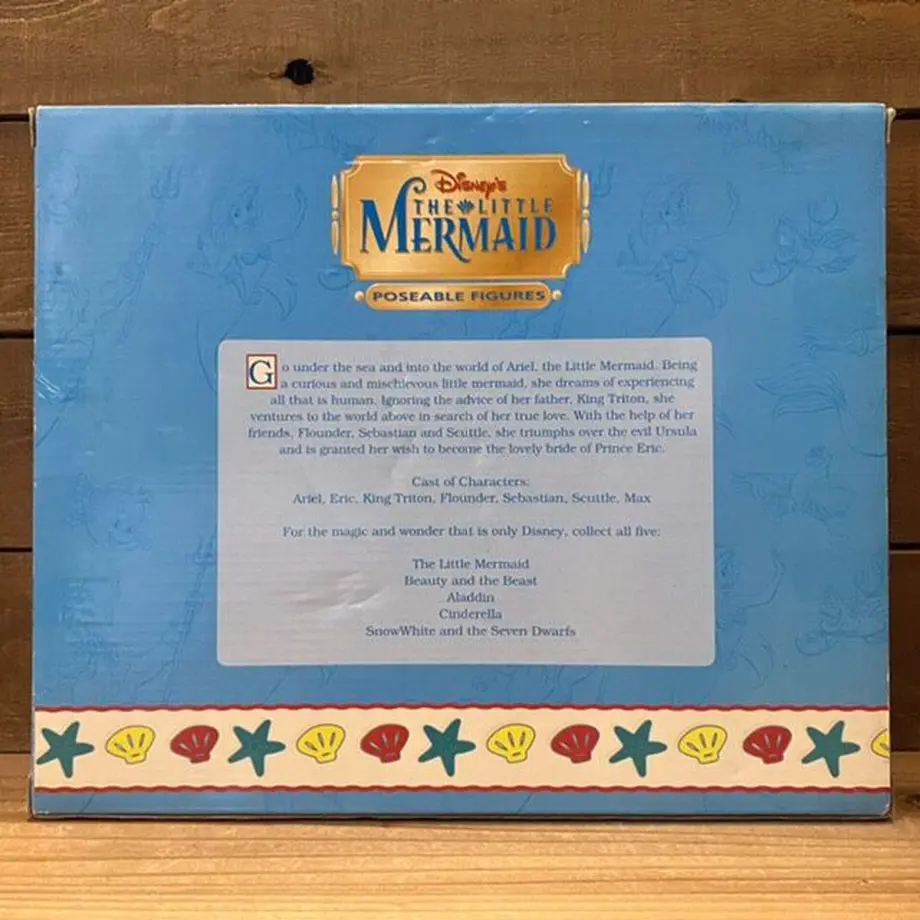 Disney's
THE LITTLE
MERMAID
POSEABLE FIGURES
Go under the sea and into the world of Ariel, the Little Mermaid. Being
a curious and mischievous little mermaid, she dreams of experiencing
all that is human. Ignoring the advice of her father, King Triton, she
ventures to the world above in search of her true love. With the help of her
friends, Flounder, Sebastian and Scuttle, she triumphs over the evil Ursula
and is granted her wish to become the lovely bride of Prince Eric.
Cast of Characters:
Ariel, Eric, King Triton, Flounder, Sebastian, Scuttle, Max
For the magic and wonder that is only Disney, collect all five:
The Little Mermaid
Beauty and the Beast
Aladdin
Cinderella
SnowWhite and the Seven Dwarfs